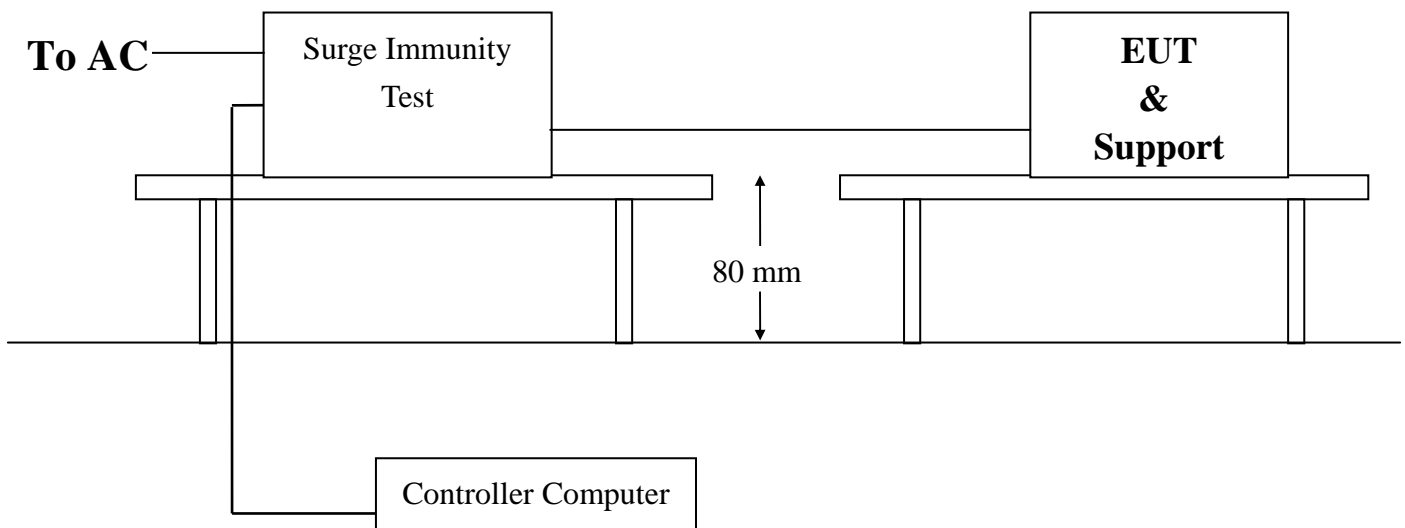 To AC
Surge Immunity
Test
EUT
&
Support
80 mm
Controller Computer